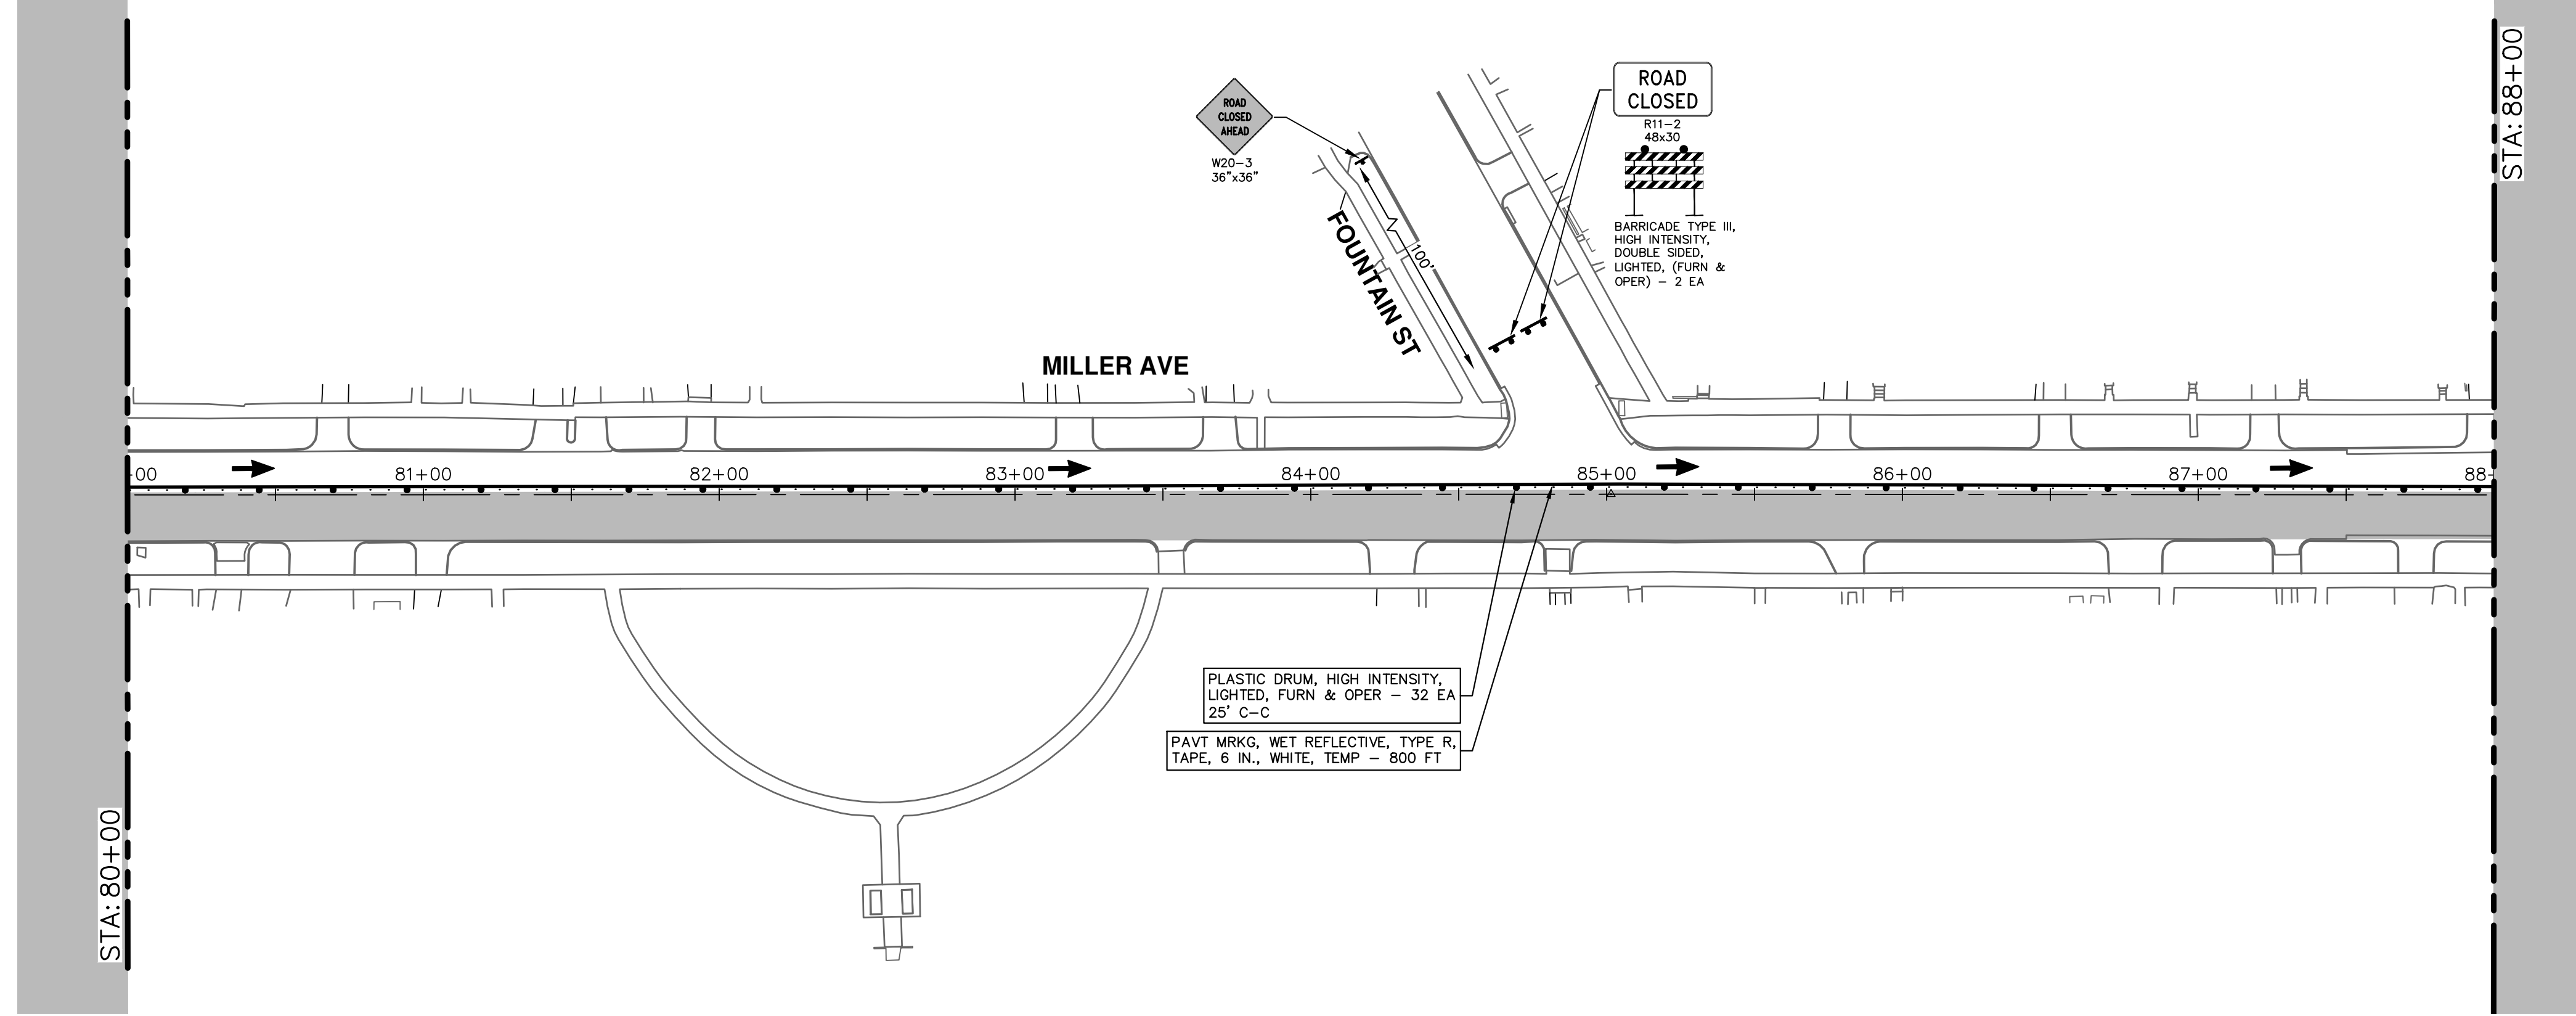 STA: 88+00
ROAD
CLOSED
R11-2
48x30
ROAD
CLOSED
AHEAD
W20-3
36"x36"
BARRICADE TYPE III,
HIGH INTENSITY,
DOUBLE SIDED,
LIGHTED, (FURN &
OPER) - 2 EA
100'
FOUNTAIN ST
MILLER AVE
-00 81+00 82+00 83+00 84+00 85+00 86+00 87+00 88-
PLASTIC DRUM, HIGH INTENSITY,
LIGHTED, FURN & OPER - 32 EA
25' C-C
PAVT MRKG, WET REFLECTIVE, TYPE R,
TAPE, 6 IN., WHITE, TEMP - 800 FT
STA: 80+00